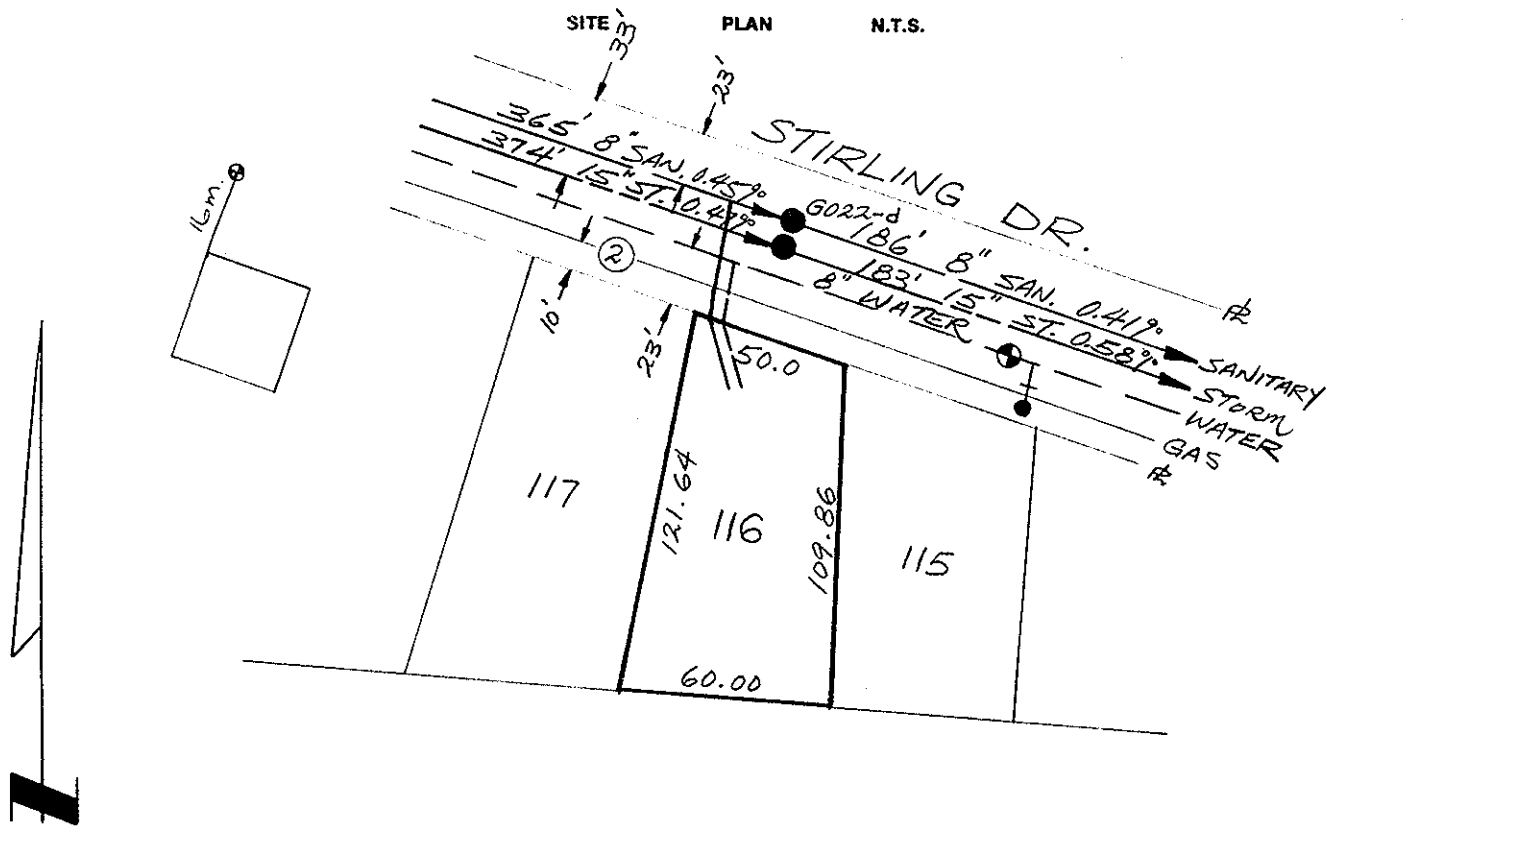 SITE PLAN N.T.S.
33'
23'
STIRLING DR.
365' 8" SAN. 0.45%
374' 15" ST. 0.47%
G022-d
186' 8" SAN. 0.41%
183' 15" ST. 0.58%
8" WATER
16m.
2
10'
23'
SANITARY
STORM
WATER
GAS
50.0
117
121.64
116
109.86
115
60.00
N